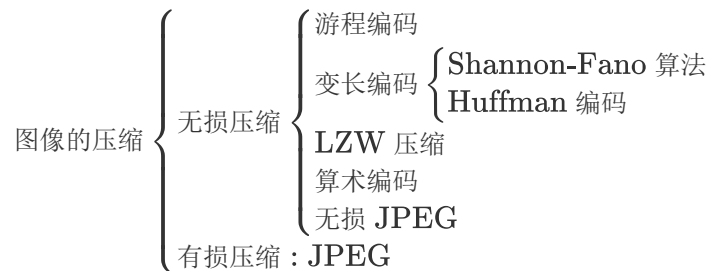 游程编码
变长编码
Shannon-Fano 算法
Huffman 编码
图像的压缩
无损压缩
LZW 压缩
算术编码
无损 JPEG
有损压缩 : JPEG